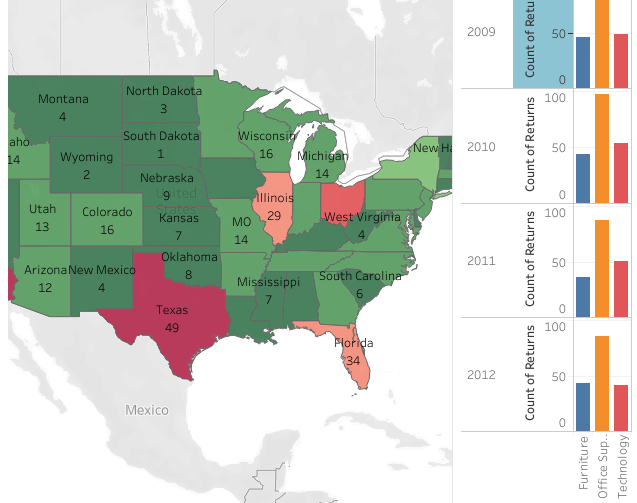 Montana
4
North Dakota
3
South Dakota
1
Wyoming
2
Nebraska
9
United
States
Kansas
7
aho
14
Utah
13
Colorado
16
Arizona
12
New Mexico
4
Oklahoma
8
Texas
49
Wisconsin
16
Michigan
14
Illinois
29
MO
14
West Virginia
4
Mississippi
7
South Carolina
6
Florida
34
New Ha
Mexico
2009
Count of Retu
50
0
2010
Count of Returns
100
50
0
2011
Count of Returns
100
50
0
2012
Count of Returns
100
50
0
Furniture
Office Sup..
Technology